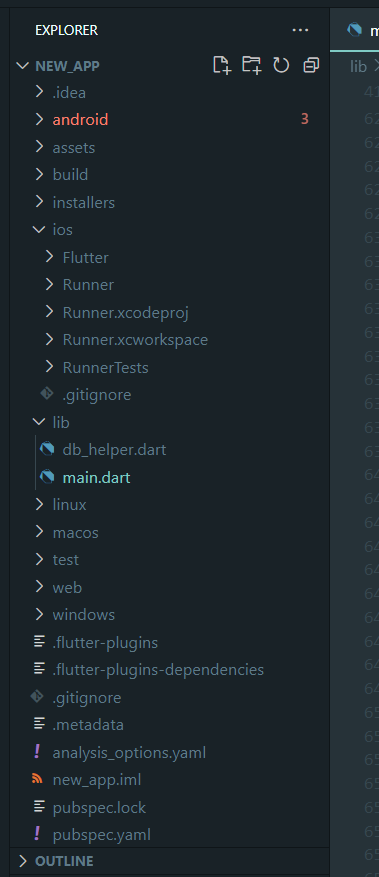 EXPLORER ...
NEW_APP
.idea
android 3
assets
build
installers
ios
Flutter
Runner
Runner.xcodeproj
Runner.xcworkspace
RunnerTests
.gitignore
lib
db_helper.dart
main.dart
linux
macos
test
web
windows
.flutter-plugins
.flutter-plugins-dependencies
.gitignore
.metadata
! analysis_options.yaml
new_app.iml
pubspec.lock
! pubspec.yaml
OUTLINE
lib